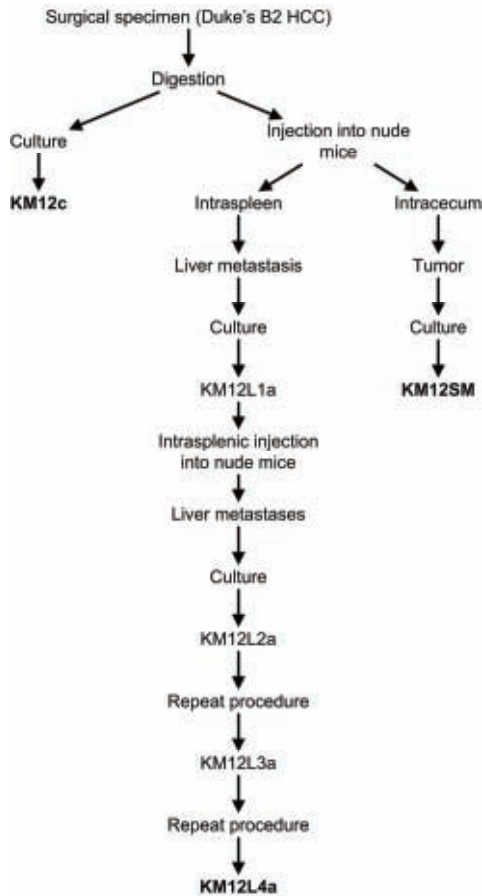 Surgical specimen (Duke's B2 HCC)
Digestion
Culture
Injection into nude
mice
KM12c
Intraspleen
Intracecum
Liver metastasis
Tumor
Culture
Culture
KM12L1a
KM12SM
Intrasplenic injection
into nude mice
Liver metastases
Culture
KM12L2a
Repeat procedure
KM12L3a
Repeat procedure
KM12L4a